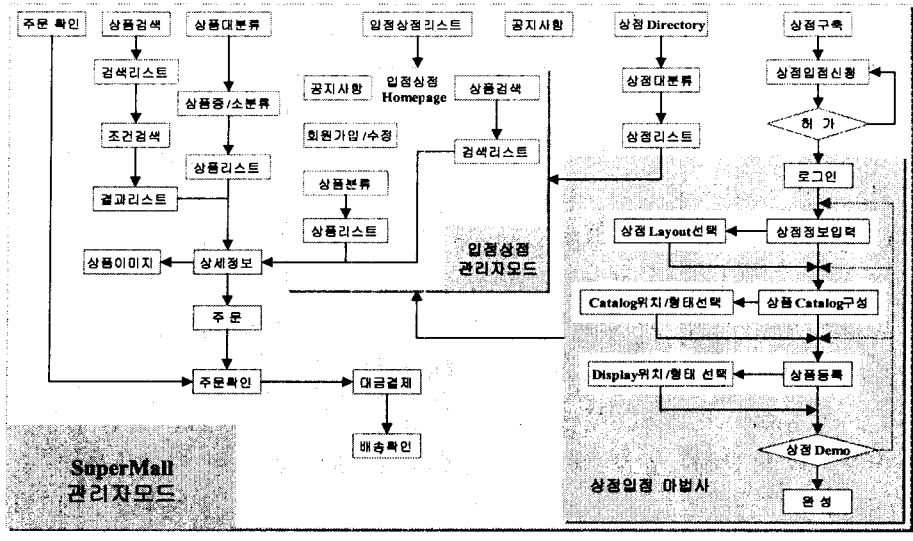 주문 확인
상품검색
상품대분류
입점상점리스트
공지사항
상점 Directory
상점구축
검색리스트
공지사항
입점상점
Homepage
상품검색
상점대분류
상점입점신청
상품중/소분류
조건검색
회원가입/수정
검색리스트
상점리스트
허 가
상품리스트
상품분류
로그인
결과리스트
상품리스트
입점상점
관리자모드
상점 Layout선택
상점정보입력
상품이미지
상세정보
Catalog위치/형태선택
상품 Catalog구성
주 문
주문확인
대금결제
Display위치/형태 선택
상품등록
배송확인
상점 Demo
SuperMall
관리자모드
상점입점 마법사
완 성